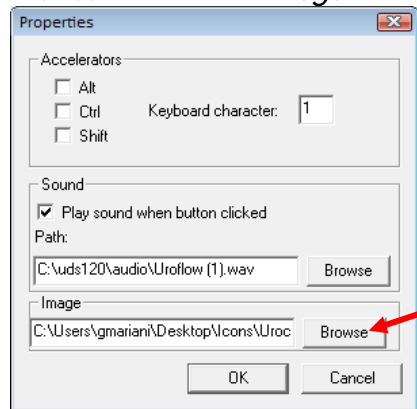 Properties
Accelerators
Alt
Ctrl Keyboard character: 1
Shift
Sound
Play sound when button clicked
Path:
C:\uds120\audio\Uroflow (1).wav Browse
Image
C:\Users\gmariani\Desktop\Icons\Uroc Browse
OK Cancel